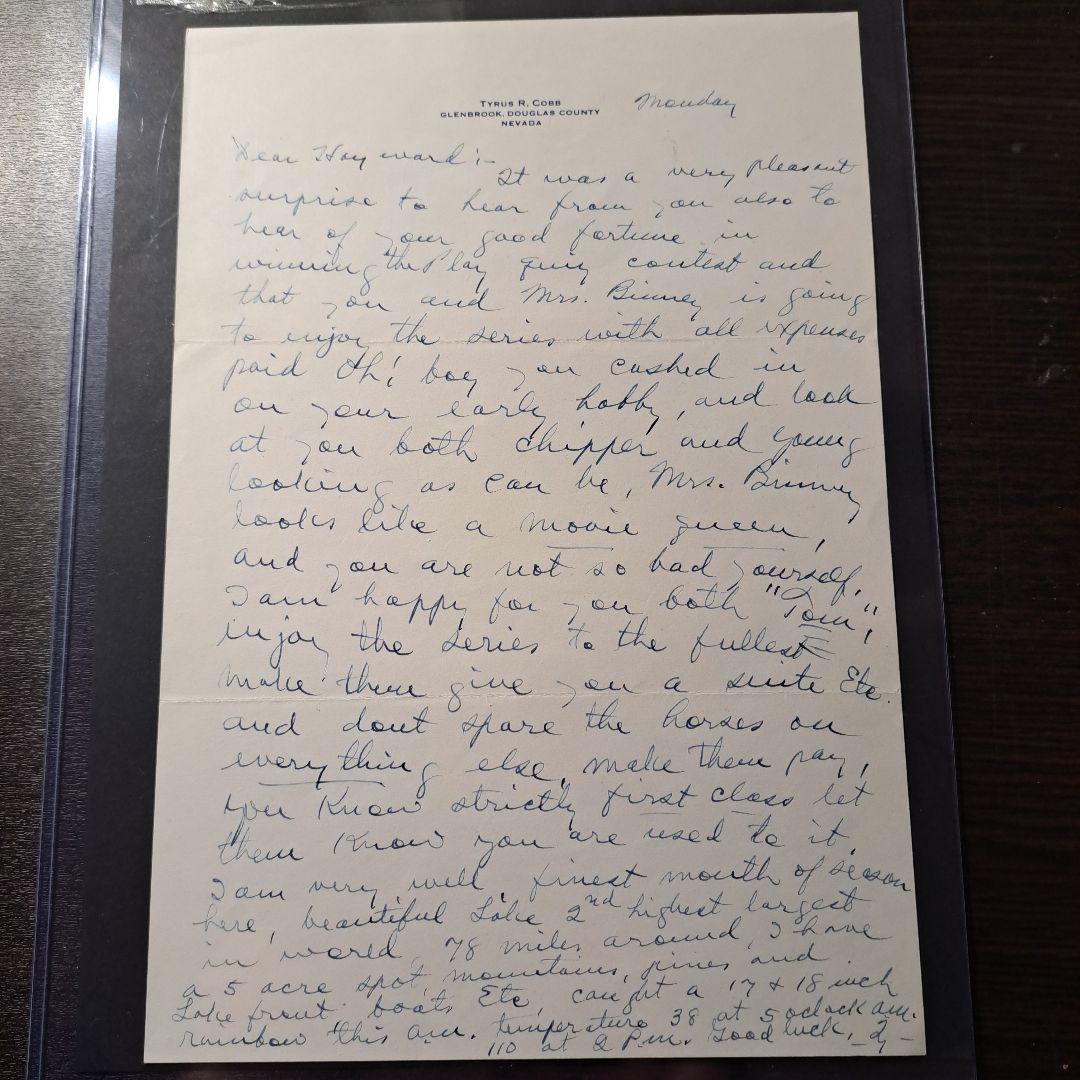 TYRUS R. COBB
GLENBROOK, DOUGLAS COUNTY
NEVADA
Monday
Dear Hayward:-
It was a very pleasant
surprise to hear from you also to
hear of your good fortune in
winning the Play quiz contest and
that you and Mrs. Binney is going
to enjoy the series with all expenses
paid Oh! boy you cashed in
on your early hobby, and look
at you both chipper and young
looking as can be, Mrs. Binney
looks like a movie queen,
and you are not so bad yourself.
I am happy for you both "Tom",
enjoy the series to the fullest
make them give you a suite Etc.
and dont spare the horses on
everything else, make them pay,
you know strictly first class let
them know you are used to it.
I am very well, finest month of season
here, beautiful Lake 2nd highest largest
in world, 78 miles around, I have
a 5 acre spot, mountains, pines and
Lake front boats Etc, caught a 17 & 18 inch
rainbow this am. temperature 38 at 5 oclock am.
110 at 2 P.m. Good luck,